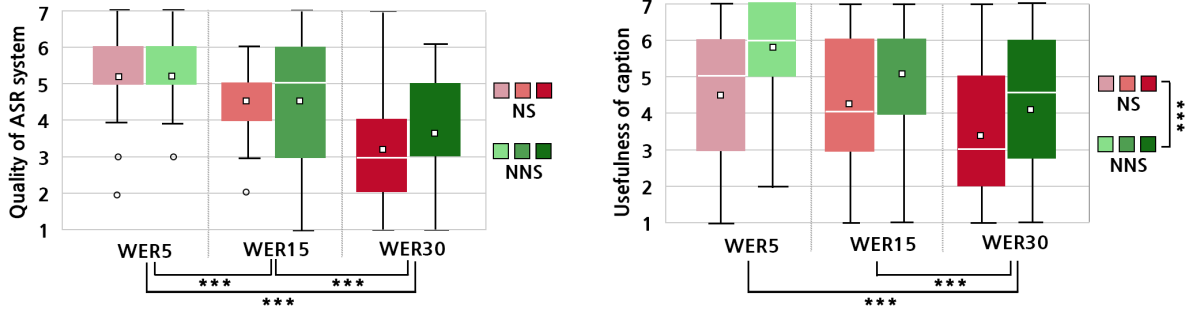 Quality of ASR system
7
6
5
4
3
2
1
WER5
WER15
WER30
***
***
***
NS
NNS
Usefulness of caption
7
6
5
4
3
2
1
WER5
WER15
WER30
***
***
NS
NNS
***